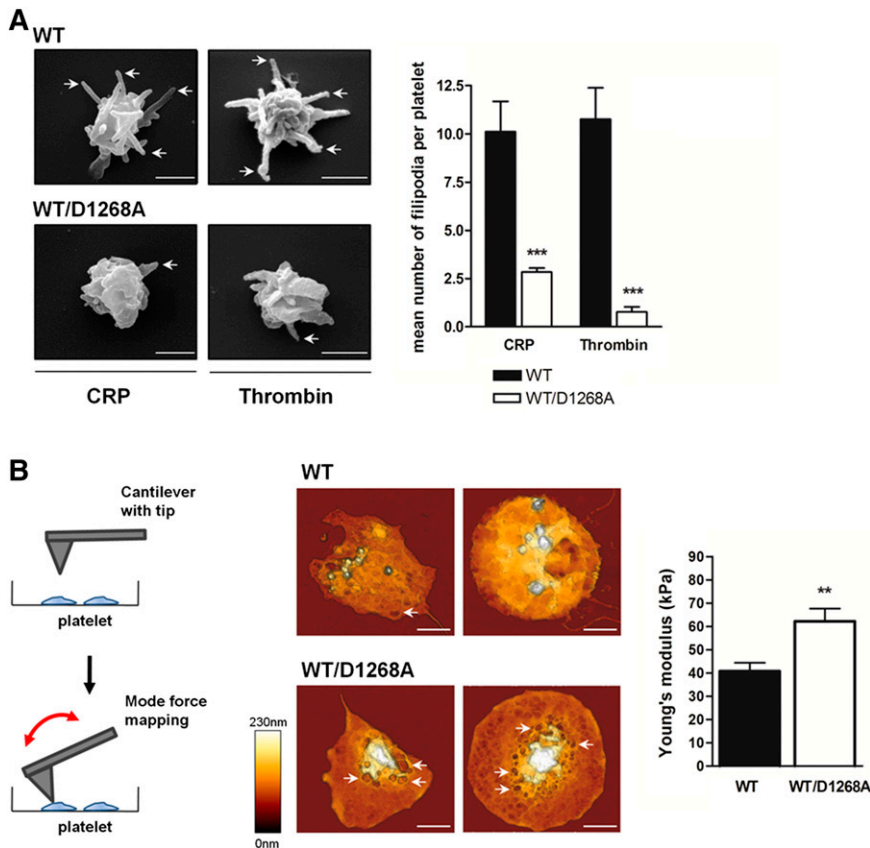 A
WT
WT/D1268A
CRP
Thrombin
mean number of filipodia per platelet
12.5
10.0
7.5
5.0
2.5
0.0
***
***
CRP
Thrombin
WT
WT/D1268A
B
Cantilever
with tip
platelet
Mode force
mapping
platelet
WT
WT/D1268A
230nm
0nm
Young's modulus (kPa)
90
80
70
60
50
40
30
20
10
0
**
WT
WT/D1268A